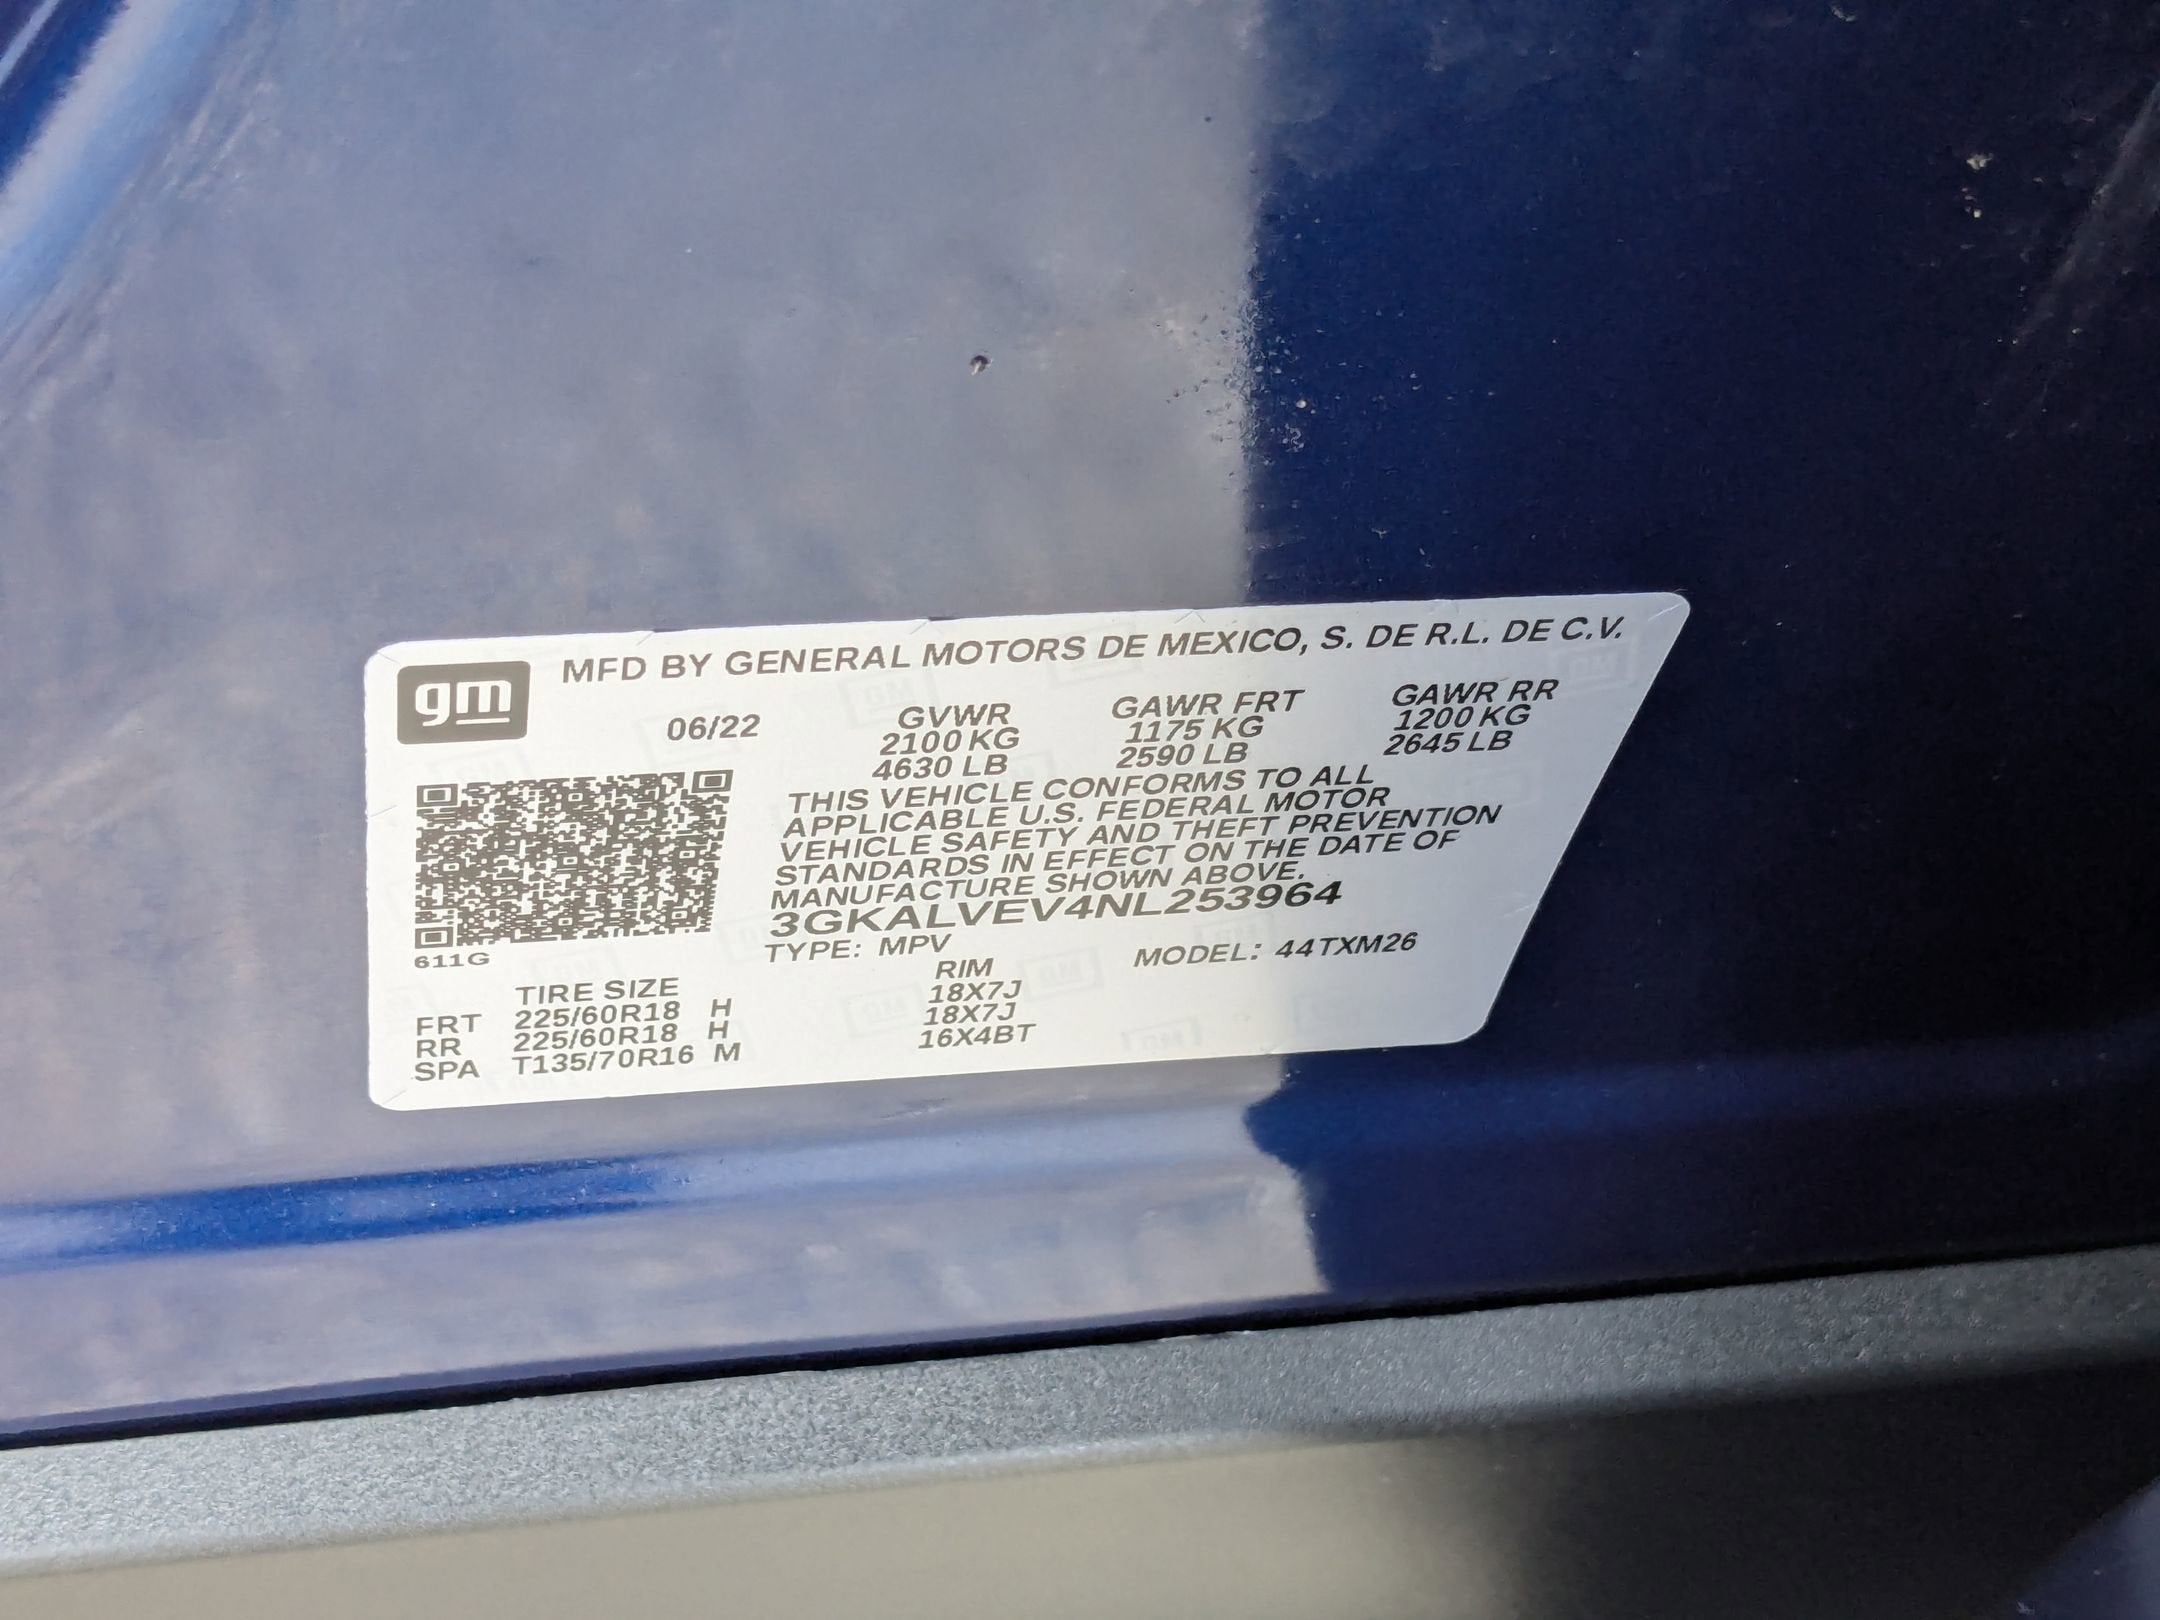 gm
MFD BY GENERAL MOTORS DE MEXICO, S. DE R.L. DE C.V.
06/22 GVWR GAWR FRT GAWR RR
2100 KG 1175 KG 1200 KG
4630 LB 2590 LB 2645 LB
THIS VEHICLE CONFORMS TO ALL
APPLICABLE U.S. FEDERAL MOTOR
VEHICLE SAFETY AND THEFT PREVENTION
STANDARDS IN EFFECT ON THE DATE OF
MANUFACTURE SHOWN ABOVE.
3GKALVEV4NL253964
611G
TYPE: MPV MODEL: 44TXM26
TIRE SIZE RIM
FRT 225/60R18 H 18X7J
RR 225/60R18 H 18X7J
SPA T135/70R16 M 16X4BT